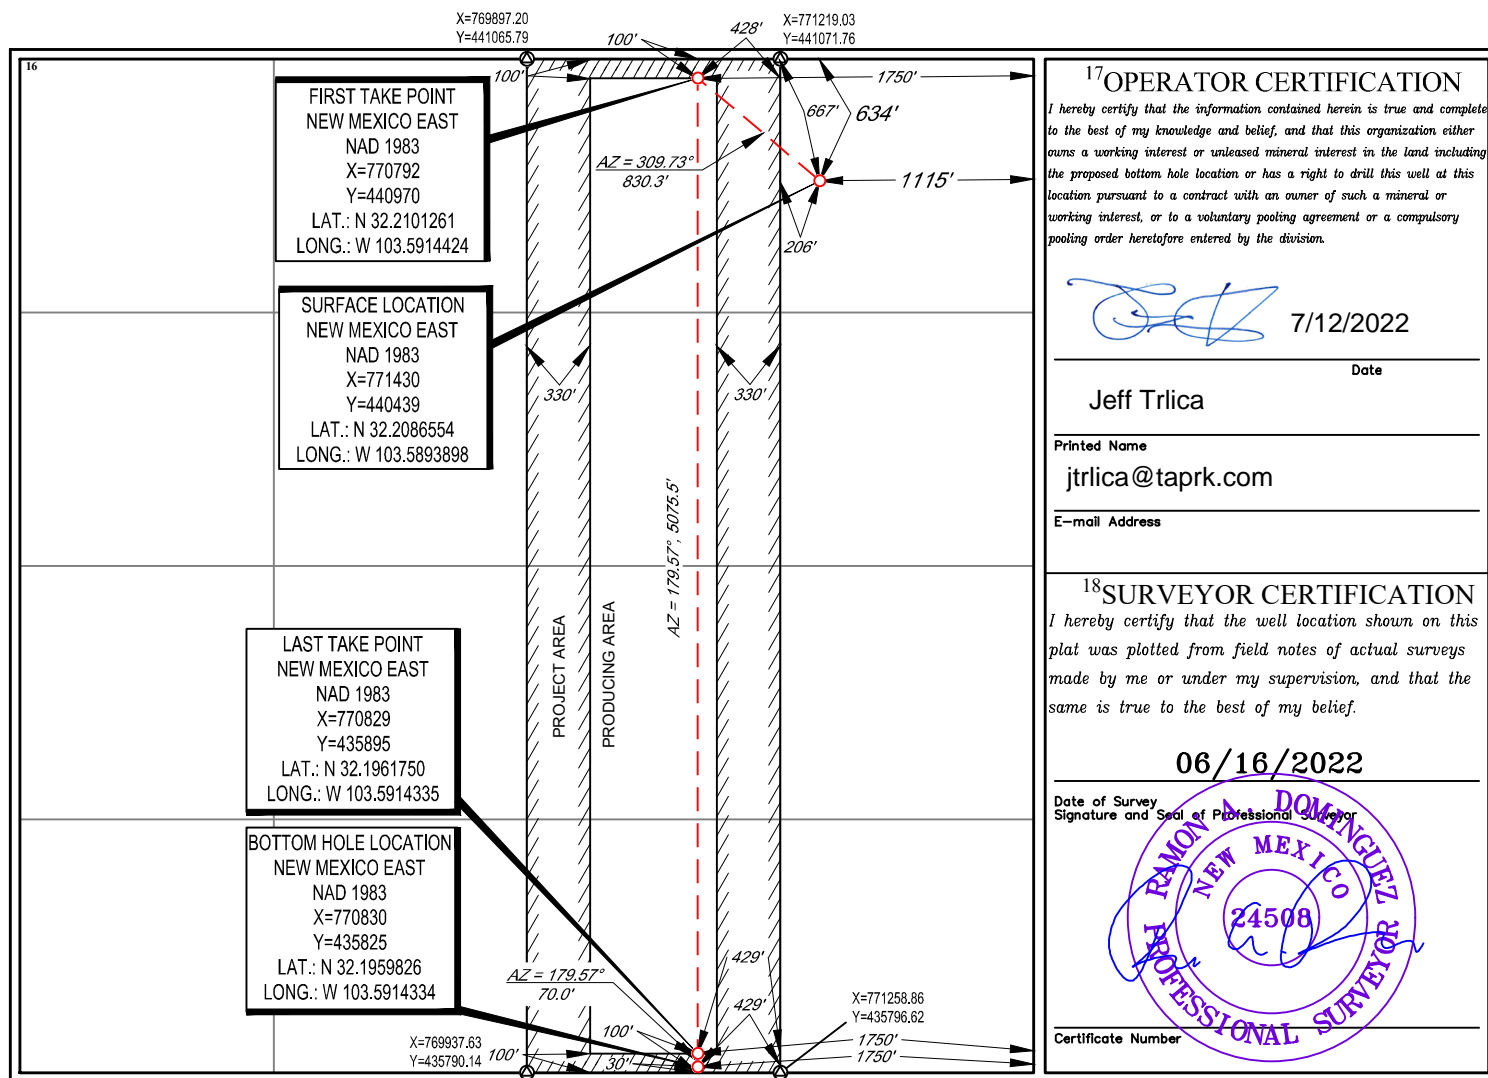 X=769897.20
Y=441065.79
X=771219.03
Y=441071.76
16
100'
428'
100'
1750'
667'
634'
AZ = 309.73°
830.3'
1115'
206'
FIRST TAKE POINT
NEW MEXICO EAST
NAD 1983
X=770792
Y=440970
LAT.: N 32.2101261
LONG.: W 103.5914424
SURFACE LOCATION
NEW MEXICO EAST
NAD 1983
X=771430
Y=440439
LAT.: N 32.2086554
LONG.: W 103.5893898
330'
330'
AZ = 179.57°, 5075.5'
PROJECT AREA
PRODUCING AREA
LAST TAKE POINT
NEW MEXICO EAST
NAD 1983
X=770829
Y=435895
LAT.: N 32.1961750
LONG.: W 103.5914335
BOTTOM HOLE LOCATION
NEW MEXICO EAST
NAD 1983
X=770830
Y=435825
LAT.: N 32.1959826
LONG.: W 103.5914334
AZ = 179.57°
70.0'
429'
429'
X=771258.86
Y=435796.62
X=769937.63
Y=435790.14
100'
100'
30'
1750'
1750'
17 OPERATOR CERTIFICATION
I hereby certify that the information contained herein is true and complete
to the best of my knowledge and belief, and that this organization either
owns a working interest or unleased mineral interest in the land including
the proposed bottom hole location or has a right to drill this well at this
location pursuant to a contract with an owner of such a mineral or
working interest, or to a voluntary pooling agreement or a compulsory
pooling order heretofore entered by the division.
7/12/2022
Date
Jeff Trlica
Printed Name
jtrlica@taprk.com
E-mail Address
18 SURVEYOR CERTIFICATION
I hereby certify that the well location shown on this
plat was plotted from field notes of actual surveys
made by me or under my supervision, and that the
same is true to the best of my belief.
06/16/2022
Date of Survey
Signature and Seal of Professional Surveyor
RAMON A. DOMINGUEZ
NEW MEXICO
24508
PROFESSIONAL SURVEYOR
Certificate Number